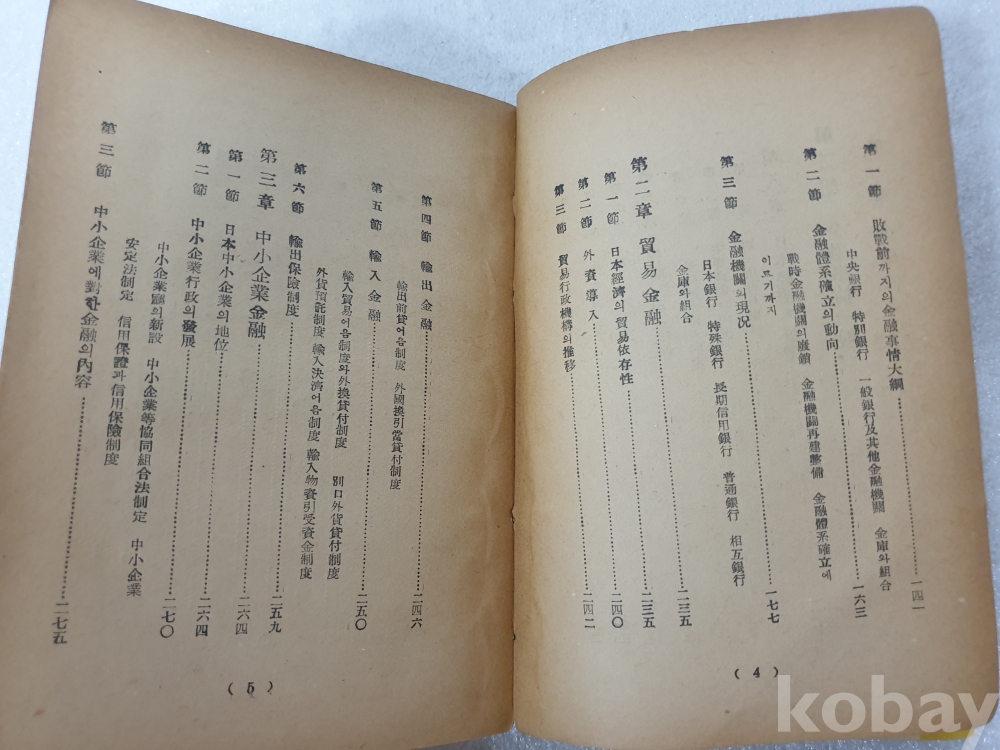 第一節 敗戰前까지의金融事情大綱 一四一
中央銀行 特別銀行 一般銀行及其他金融機關 金庫와組合
第二節 金融體系確立의動向 一六三
戰時金融機關의廢鎖 金融機關再建整備 金融體系確立에
이르기까지
第三節 金融機關의現況 一七七
日本銀行 特殊銀行 長期信用銀行 普通銀行 相互銀行
金庫와組合
第二章 貿易金融 二三五
第一節 日本經濟의貿易依存性 二三五
第二節 外資導入 二四〇
第三節 貿易行政機構의推移 二四二
( 4 )
第四節 輸出金融 二四六
輸出前貸어음制度 外國換引當貸付制度
第五節 輸入金融 二五〇
輸入貿易어음制度와外換貸付制度 別口外貨貸付制度
外貨預託制度 輸入決済어음制度 輸入物資引受資金制度
第六節 輸出保險制度 二五九
第三章 中小企業金融 二六四
第一節 日本中小企業의地位 二六四
第二節 中小企業行政의發展 二七〇
中小企業廳의新設 中小企業等協同組合法制定 中小企業
安定法制定 信用保證과信用保險制度
第三節 中小企業에對한金融의內容 二七五
( 5 )
kobay